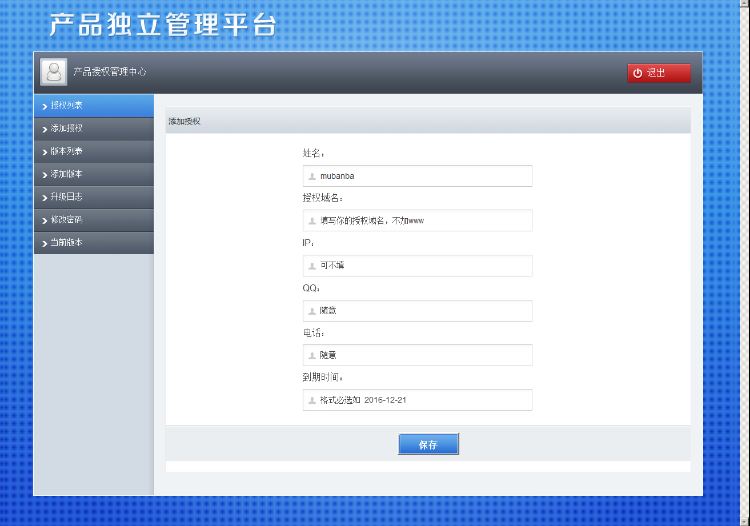 产品独立管理平台
产品授权管理中心
退出
授权列表
添加授权
版本列表
添加版本
升级日志
修改密码
当前版本
添加授权
姓名：
mubanba
授权域名：
填写你的授权域名，不加www
IP：
可不填
QQ：
随意
电话：
随意
到期时间：
格式必选如 2016-12-21
保存